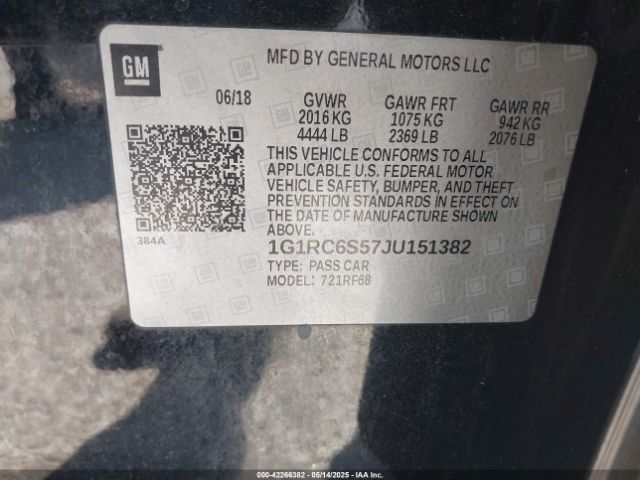 GM
MFD BY GENERAL MOTORS LLC
06/18 GVWR GAWR FRT GAWR RR
2016 KG 1075 KG 942 KG
4444 LB 2369 LB 2076 LB
THIS VEHICLE CONFORMS TO ALL
APPLICABLE U.S. FEDERAL MOTOR
VEHICLE SAFETY, BUMPER, AND THEFT
PREVENTION STANDARDS IN EFFECT ON
THE DATE OF MANUFACTURE SHOWN
ABOVE.
384A
1G1RC6S57JU151382
TYPE: PASS CAR
MODEL: 721RF68
000-42266382 - 05/14/2025 - IAA Inc.